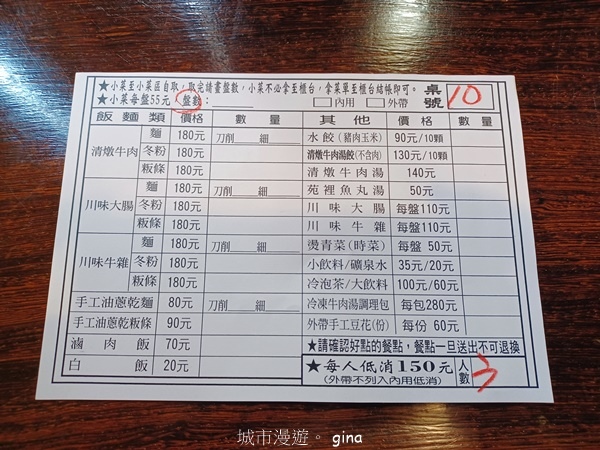 ★小菜至小菜區自取，取完請畫盤數，小菜不必拿至櫃台，拿菜單至櫃台結帳即可。
★小菜每盤55元 盤數： □內用 □外帶
桌號 10
飯麵類 價格 數量 其他 價格 數量
清燉牛肉 麵 180元 刀削 細 水餃(豬肉玉米) 90元/10顆
冬粉 180元 清燉牛肉湯餃(不含肉) 130元/10顆
粄條 180元 清燉牛肉湯 140元
川味大腸 麵 180元 刀削 細 苑裡魚丸湯 50元
冬粉 180元 川味大腸 每盤110元
粄條 180元 川味牛雜 每盤110元
川味牛雜 麵 180元 刀削 細 燙青菜(時菜) 每盤 50元
冬粉 180元 小飲料/礦泉水 35元/20元
粄條 180元 冷泡茶/大飲料 100元/60元
手工油蔥乾麵 80元 刀削 細 冷凍牛肉湯調理包 每包280元
手工油蔥乾粄條 90元 外帶手工豆花(份) 每份 60元
滷肉飯 70元 ★請確認好點的餐點，餐點一旦送出不可退換
白飯 20元 ★每人低消150元 人數 3
(外帶不列入內用低消)
城市漫遊。gina